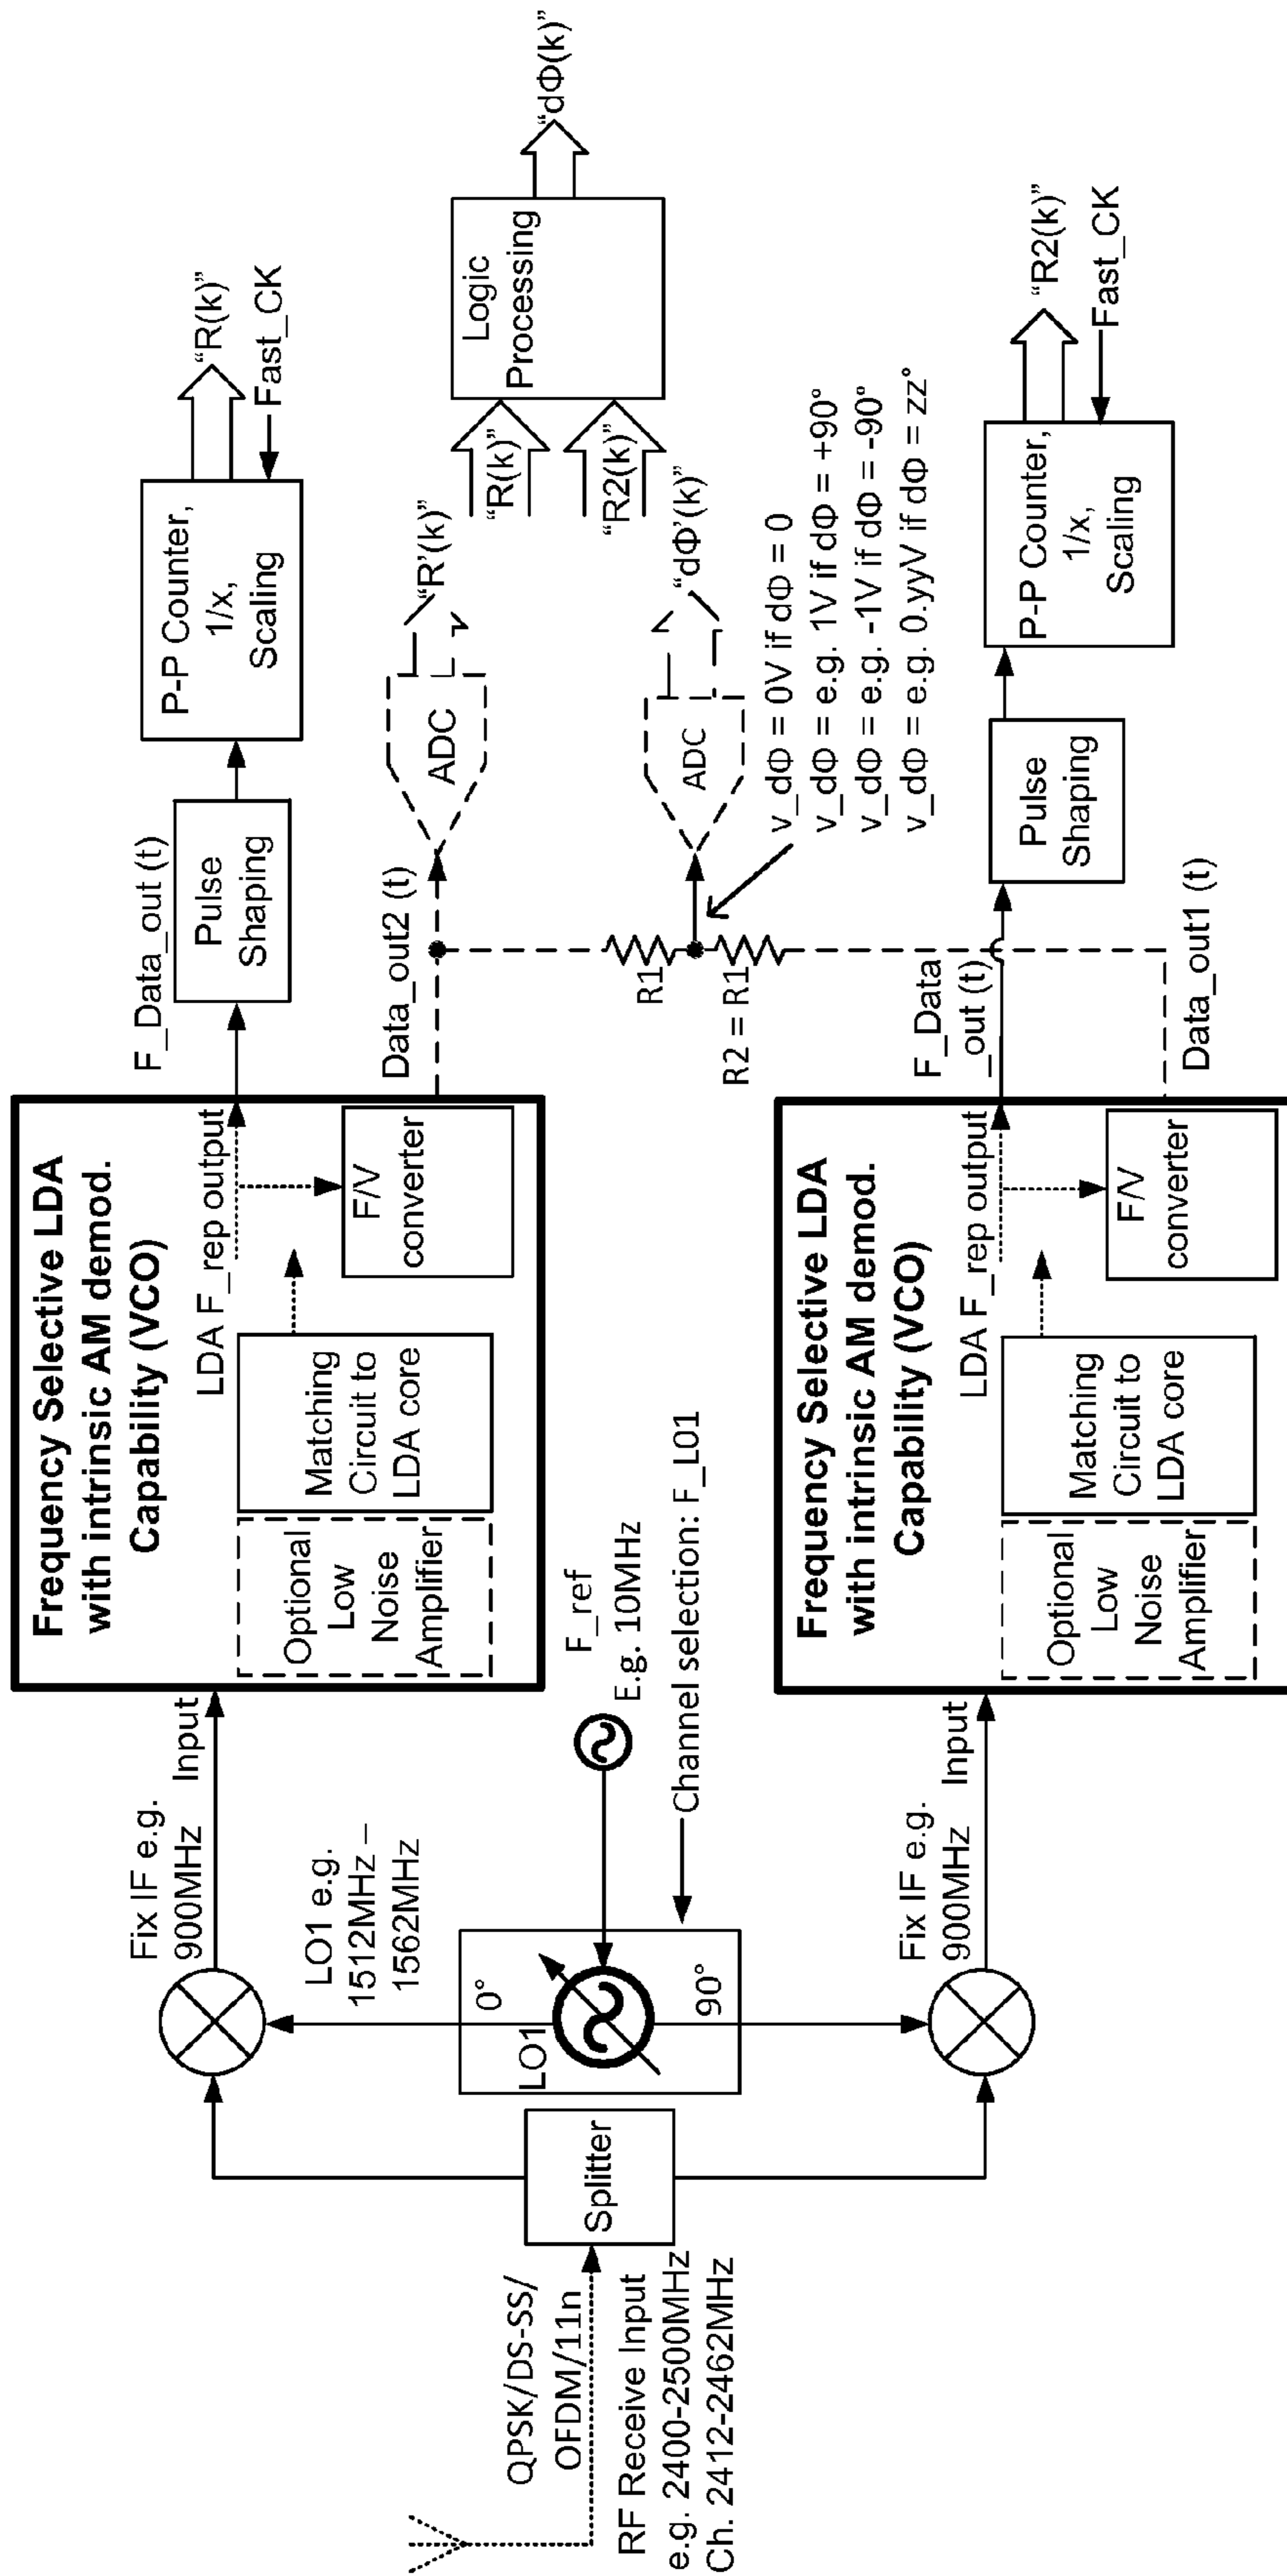 QPSK/DS-SS/
OFDM/11n
RF Receive Input
e.g. 2400-2500MHz
Ch. 2412-2462MHz
Splitter
Fix IF e.g.
900MHz
Input
LO1 e.g.
1512MHz –
1562MHz
0°
LO1
90°
F_ref
E.g. 10MHz
Channel selection: F_L01
Fix IF e.g.
900MHz
Input
Frequency Selective LDA
with intrinsic AM demod.
Capability (VCO)
LDA F_rep output
Optional
Low
Noise
Amplifier
Matching
Circuit to
LDA core
F/V
converter
F_Data_out (t)
Pulse
Shaping
P-P Counter,
1/x,
Scaling
“R(k)”
Fast_CK
Data_out2 (t)
ADC
“R'(k)”
R1
R2 = R1
ADC
“dΦ'(k)”
“R(k)”
“R2(k)”
Logic
Processing
“dΦ(k)”
v_dΦ = 0V if dΦ = 0
v_dΦ = e.g. 1V if dΦ = +90°
v_dΦ = e.g. -1V if dΦ = -90°
v_dΦ = e.g. 0.yyV if dΦ = zz°
Frequency Selective LDA
with intrinsic AM demod.
Capability (VCO)
LDA F_rep output
Optional
Low
Noise
Amplifier
Matching
Circuit to
LDA core
F/V
converter
F_Data
_out (t)
Data_out1 (t)
Pulse
Shaping
P-P Counter,
1/x,
Scaling
“R2(k)”
Fast_CK